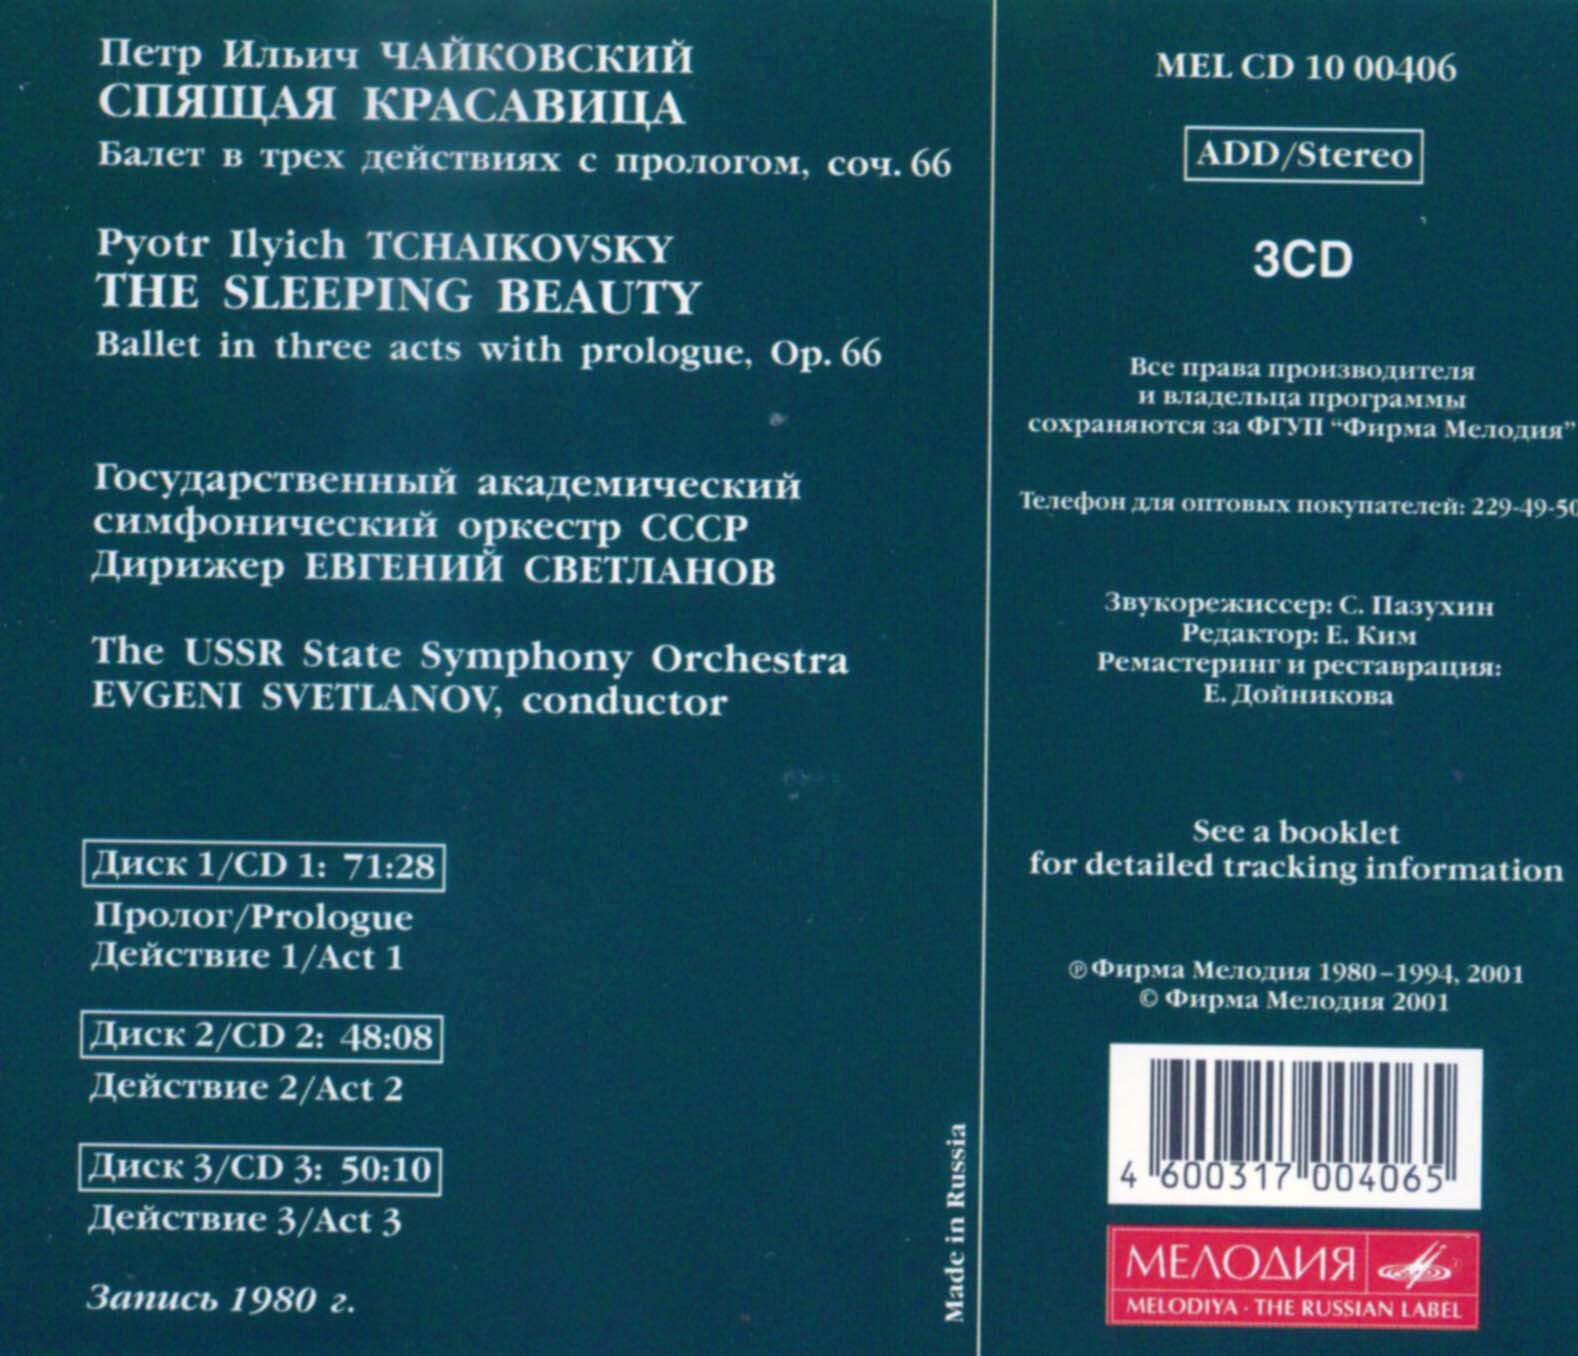 Петр Ильич ЧАЙКОВСКИЙ
СПЯЩАЯ КРАСАВИЦА
Балет в трех действиях с прологом, соч. 66
Pyotr Ilyich TCHAIKOVSKY
THE SLEEPING BEAUTY
Ballet in three acts with prologue, Op. 66
Государственный академический
симфонический оркестр СССР
Дирижер ЕВГЕНИЙ СВЕТЛАНОВ
The USSR State Symphony Orchestra
EVGENI SVETLANOV, conductor
Диск 1/CD 1: 71:28
Пролог/Prologue
Действие 1/Act 1
Диск 2/CD 2: 48:08
Действие 2/Act 2
Диск 3/CD 3: 50:10
Действие 3/Act 3
Запись 1980 г.
Made in Russia
MEL CD 10 00406
ADD/Stereo
3CD
Все права производителя
и владельца программы
сохраняются за ФГУП “Фирма Мелодия”
Телефон для оптовых покупателей: 229-49-50
Звукорежиссер: С. Пазухин
Редактор: Е. Ким
Ремастеринг и реставрация:
Е. Дойникова
See a booklet
for detailed tracking information
℗ Фирма Мелодия 1980–1994, 2001
© Фирма Мелодия 2001
4 600317 004065
МЕЛОДИЯ
MELODIYA · THE RUSSIAN LABEL